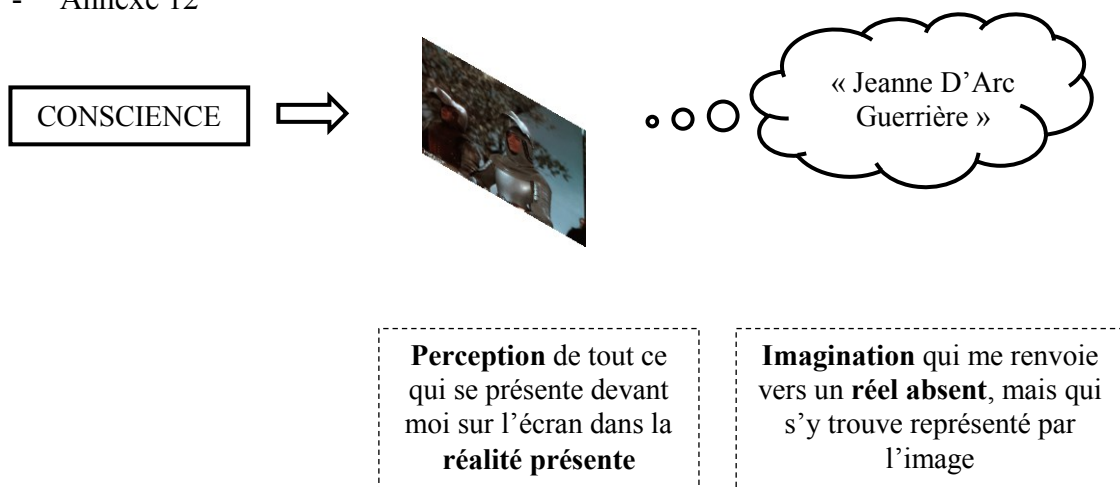 - Annexe 12
CONSCIENCE
« Jeanne D’Arc
Guerrière »
Perception de tout ce
qui se présente devant
moi sur l’écran dans la
réalité présente
Imagination qui me renvoie
vers un réel absent, mais qui
s’y trouve représenté par
l’image